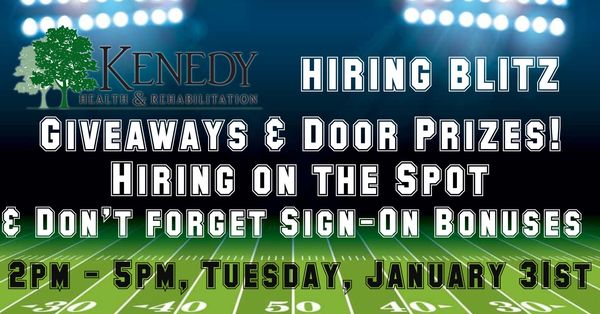 KENEDY
HEALTH & REHABILITATION
HIRING BLITZ
GIVEAWAYS & DOOR PRIZES!
HIRING ON THE SPOT
& DON'T FORGET SIGN-ON BONUSES
2PM - 5PM, TUESDAY, JANUARY 31ST
30 40 50 40 30